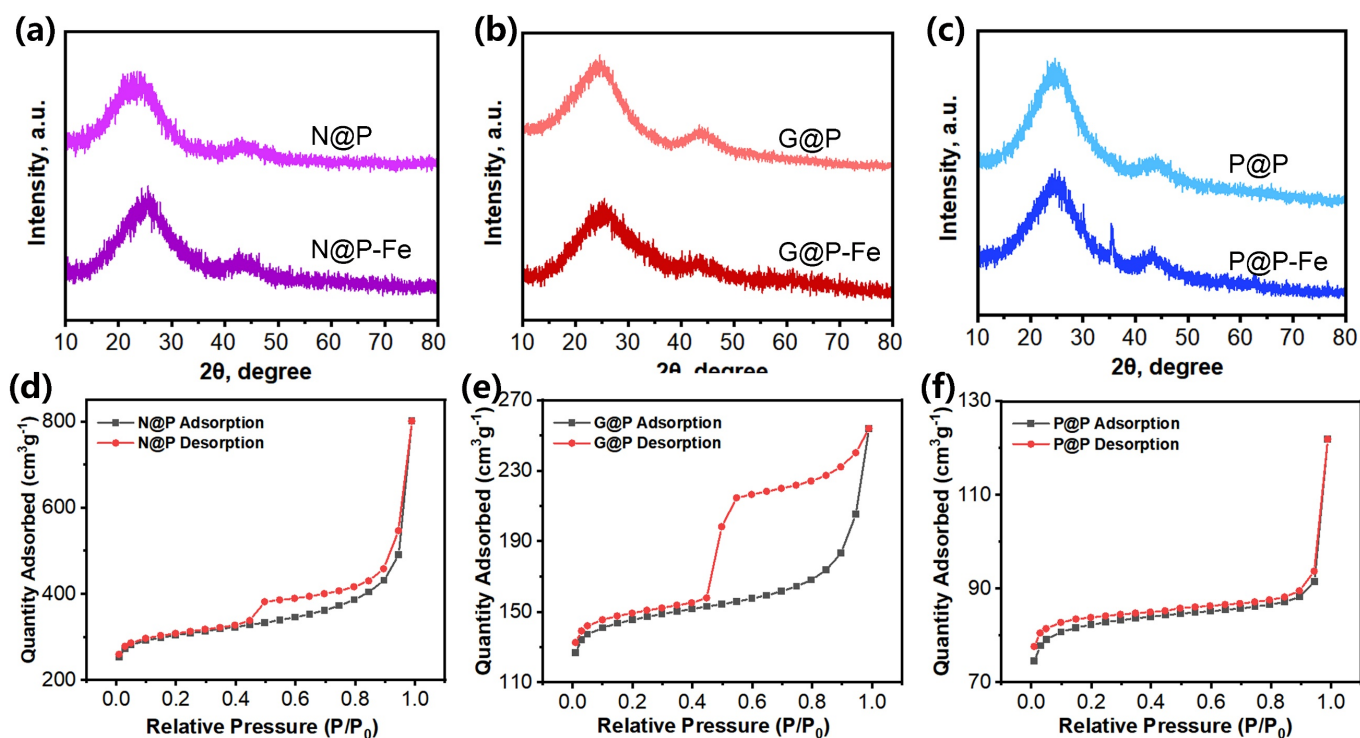 (a)
Intensity, a.u.
N@P
N@P-Fe
10 20 30 40 50 60 70 80
2θ, degree
(b)
Intensity, a.u.
G@P
G@P-Fe
10 20 30 40 50 60 70 80
2θ, degree
(c)
Intensity, a.u.
P@P
P@P-Fe
10 20 30 40 50 60 70 80
2θ, degree
(d)
Quantity Adsorbed (cm³g⁻¹)
800
600
400
200
N@P Adsorption
N@P Desorption
0.0 0.2 0.4 0.6 0.8 1.0
Relative Pressure (P/P₀)
(e)
Quantity Adsorbed (cm³g⁻¹)
270
230
190
150
110
G@P Adsorption
G@P Desorption
0.0 0.2 0.4 0.6 0.8 1.0
Relative Pressure (P/P₀)
(f)
Quantity Adsorbed (cm³g⁻¹)
130
110
90
70
P@P Adsorption
P@P Desorption
0.0 0.2 0.4 0.6 0.8 1.0
Relative Pressure (P/P₀)